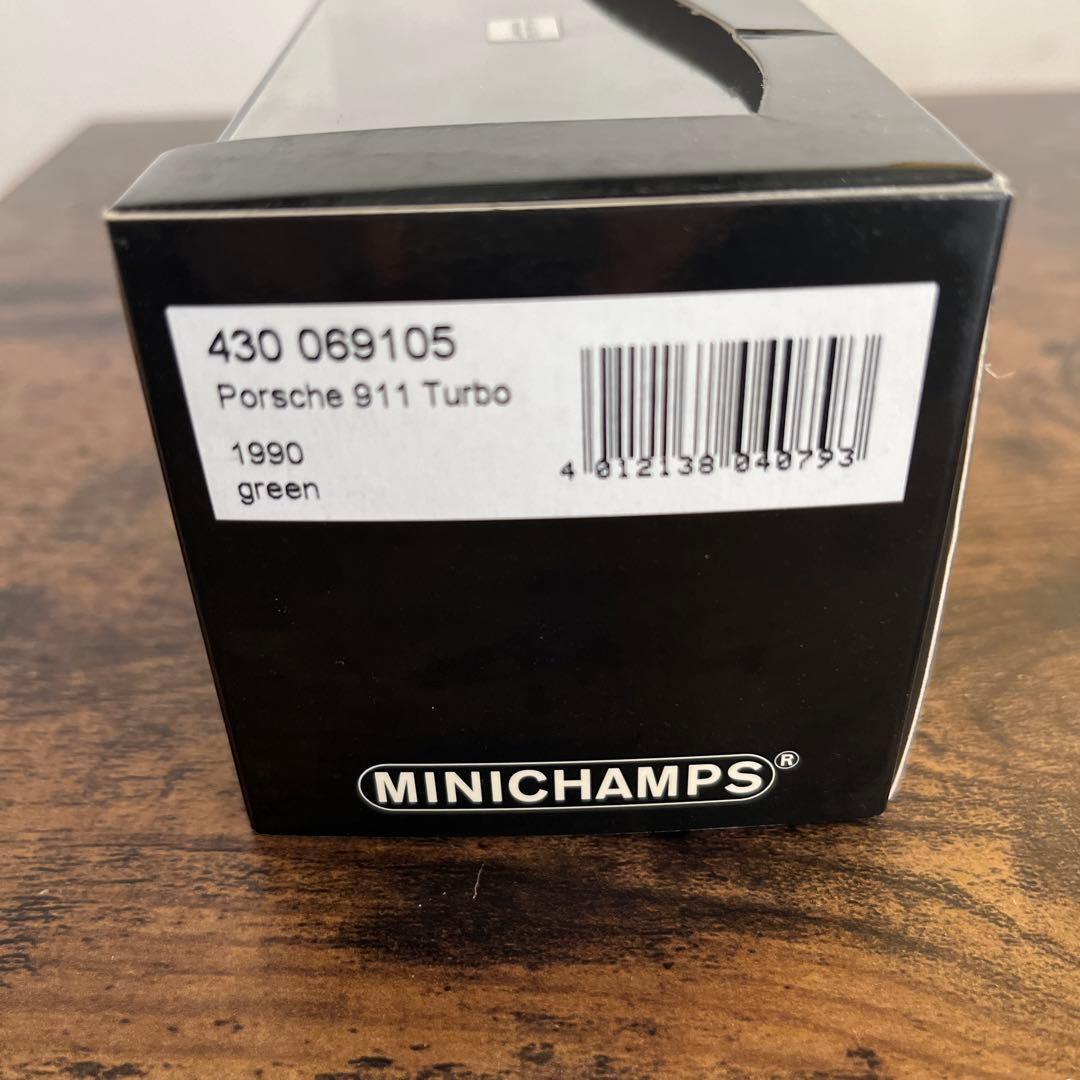 430 069105
Porsche 911 Turbo
1990
green
4 012138 040793
MINICHAMPS®